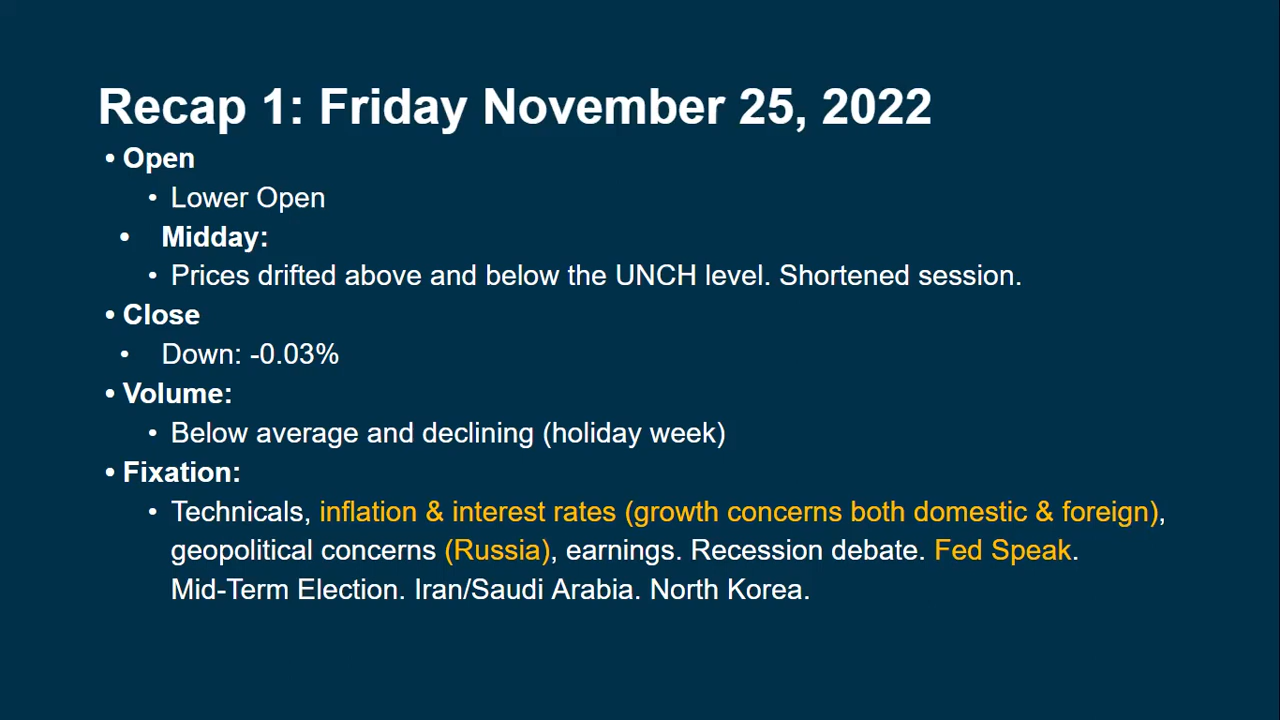 Recap 1: Friday November 25, 2022
• Open
• Lower Open
• Midday:
• Prices drifted above and below the UNCH level. Shortened session.
• Close
• Down: -0.03%
• Volume:
• Below average and declining (holiday week)
• Fixation:
• Technicals, inflation & interest rates (growth concerns both domestic & foreign),
geopolitical concerns (Russia), earnings. Recession debate. Fed Speak.
Mid-Term Election. Iran/Saudi Arabia. North Korea.